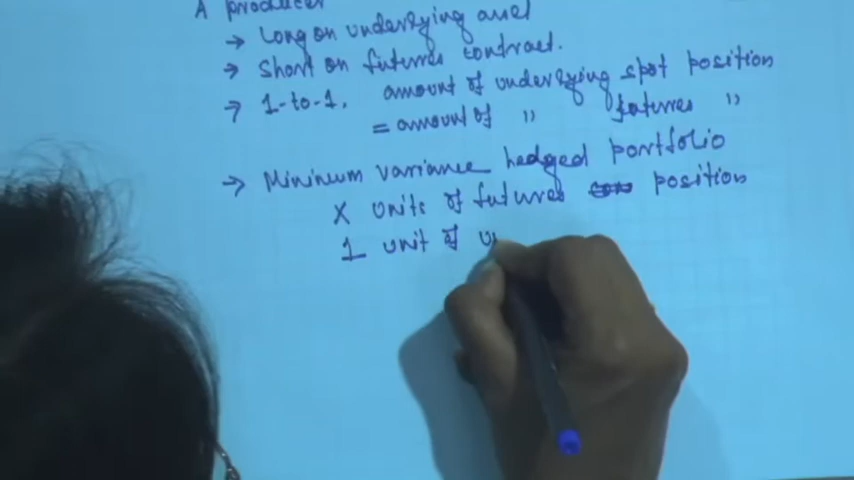 A producer
→ Long on underlying asset
→ Short on futures contract.
→ 1-to-1. amount of underlying spot position
= amount of " futures "
→ Mininum variance hedged portfolio
X units of futures position
1 unit of u